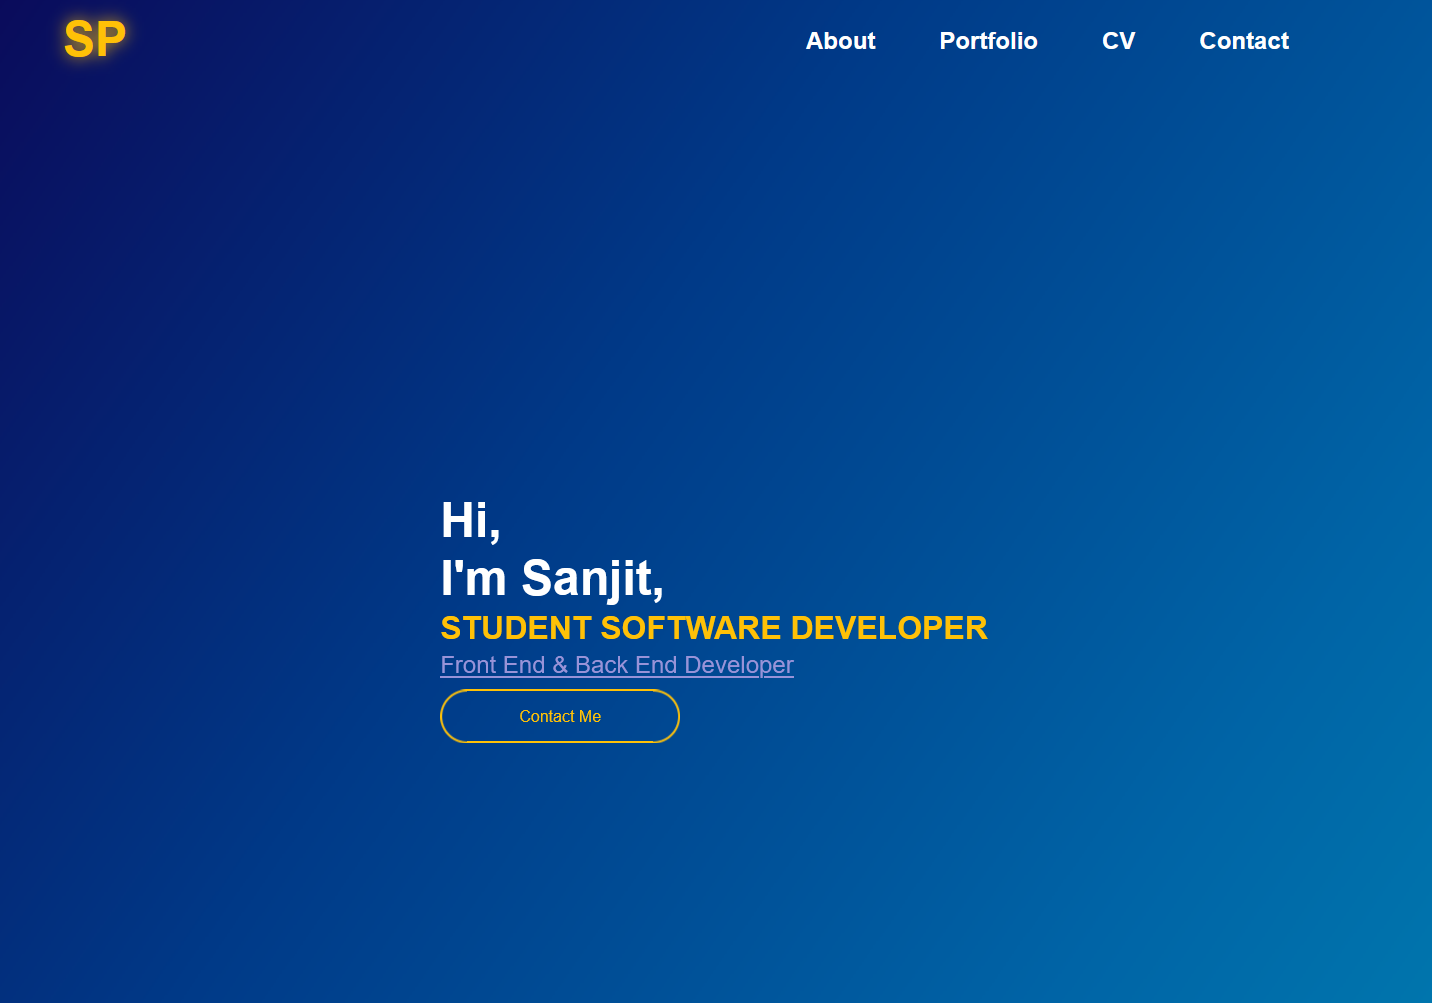 SP
About Portfolio CV Contact
Hi,
I'm Sanjit,
STUDENT SOFTWARE DEVELOPER
Front End & Back End Developer
Contact Me